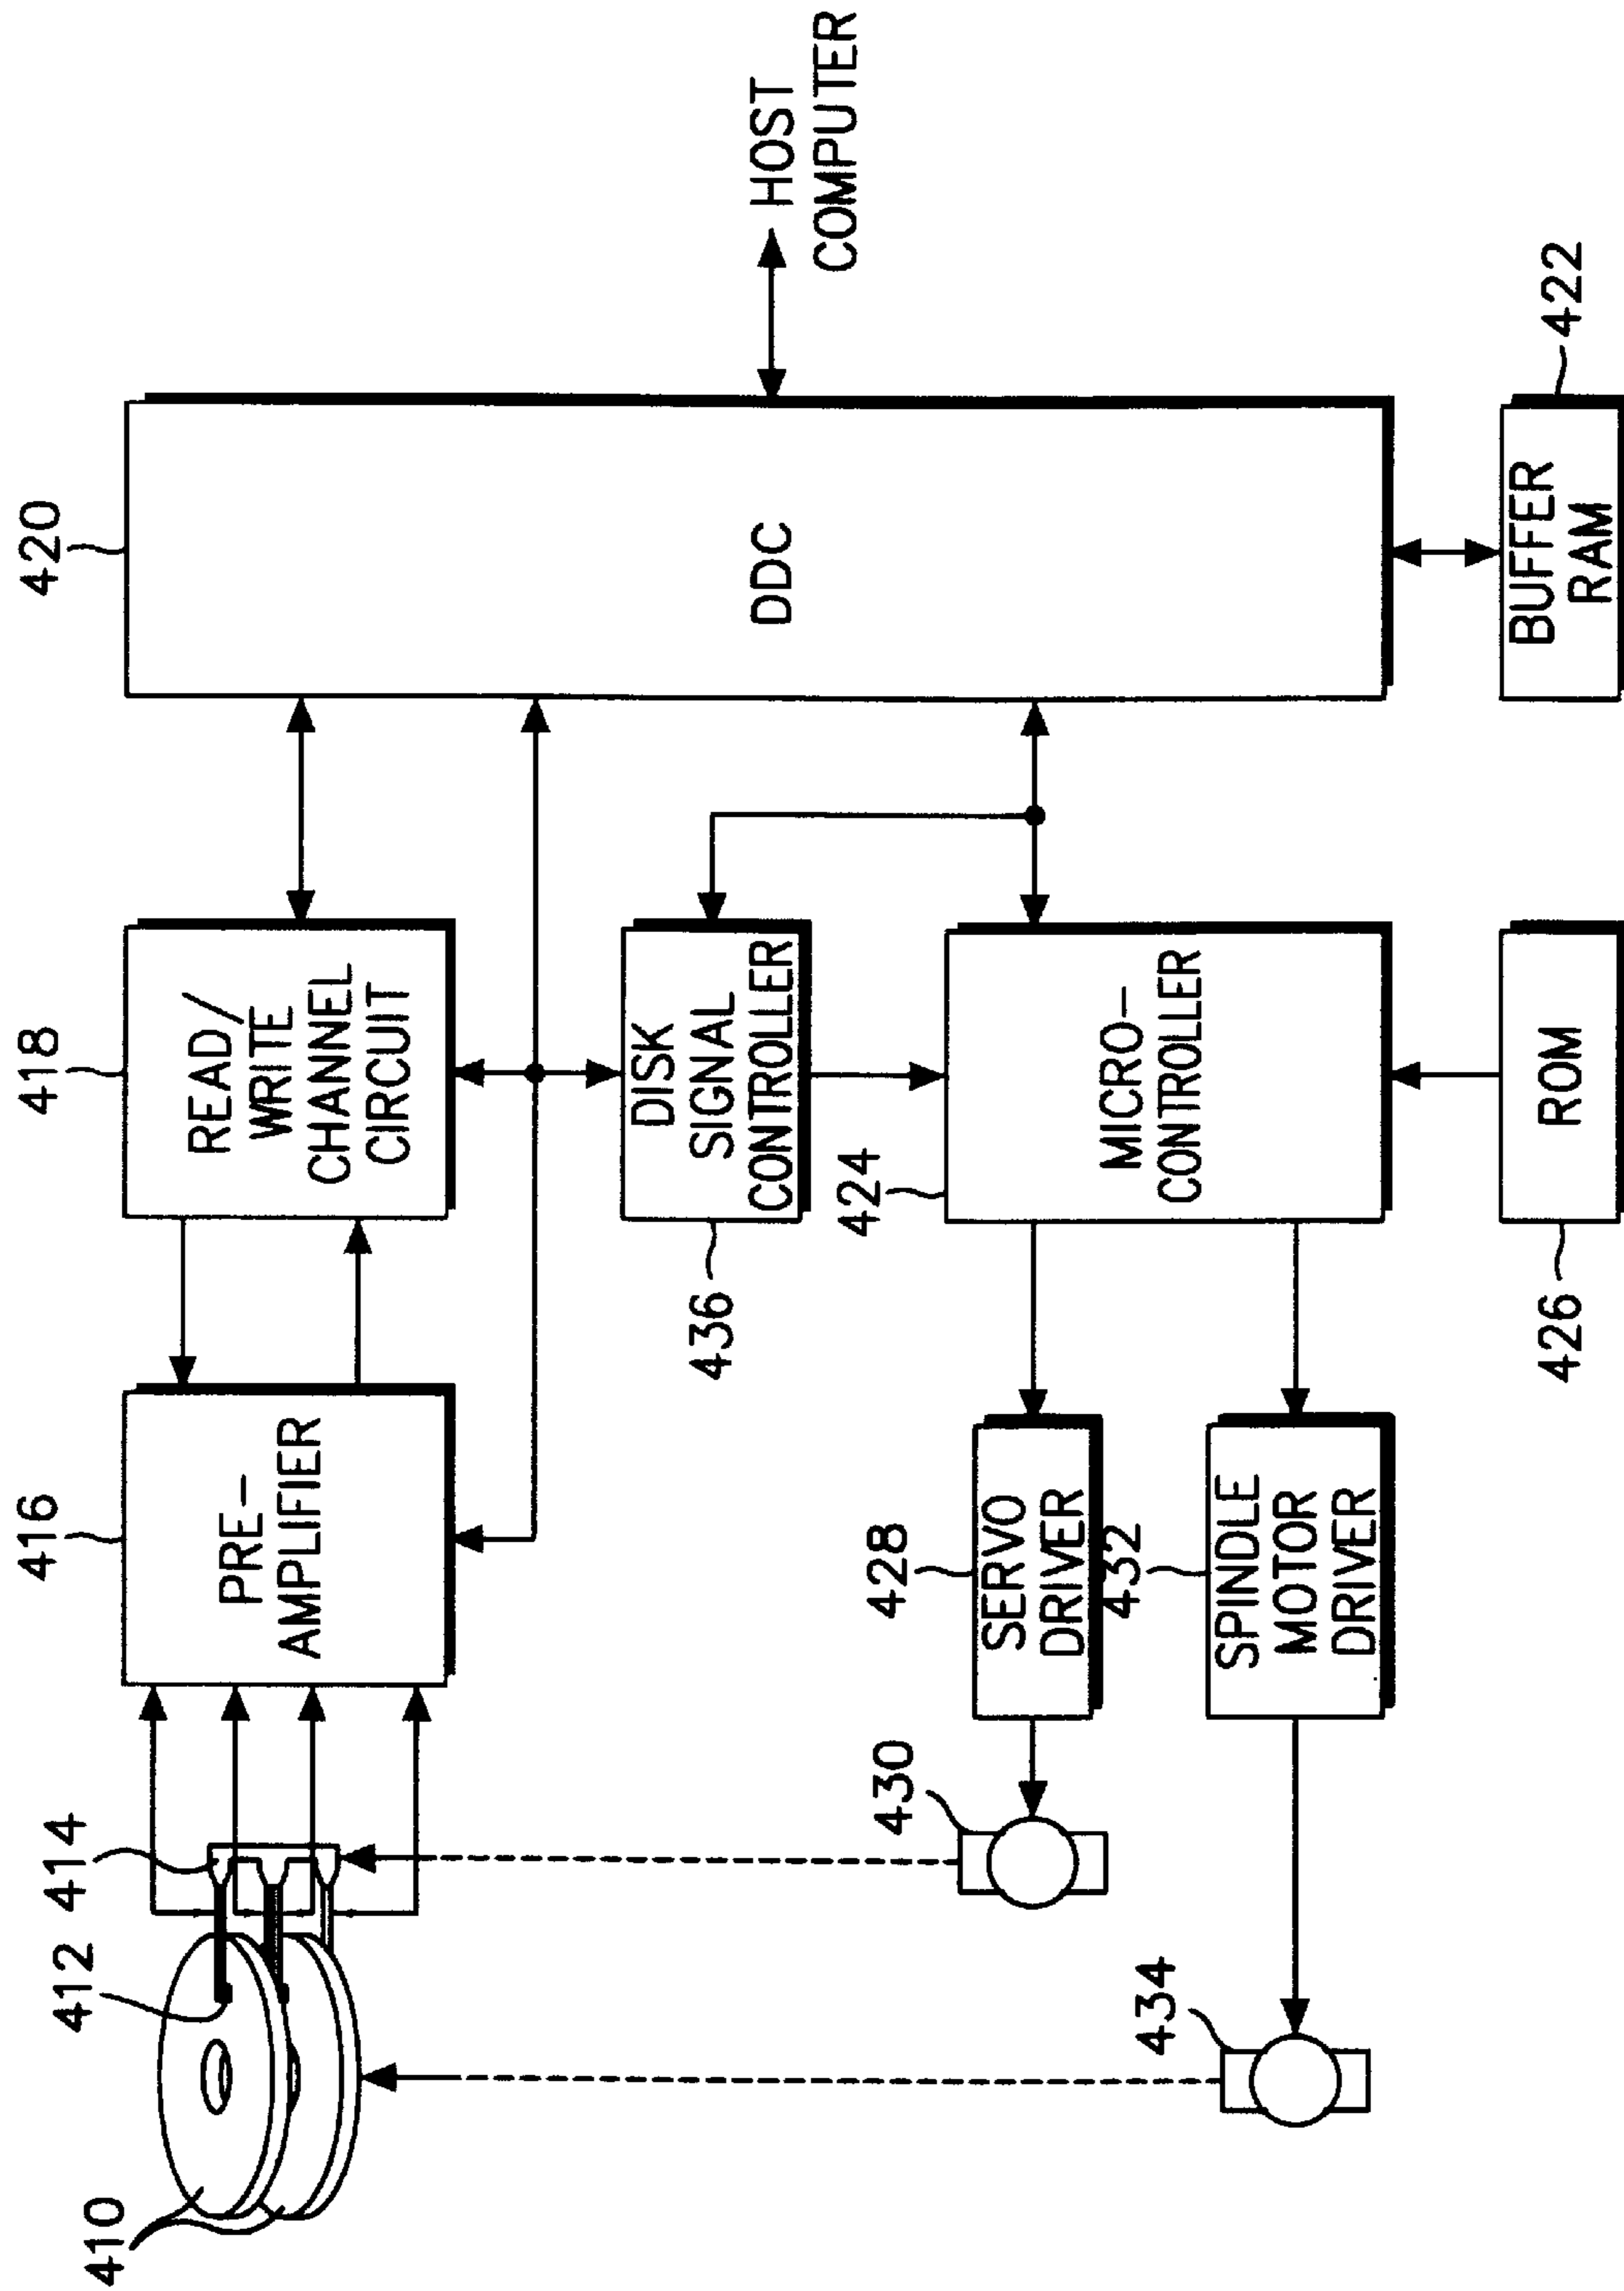 420
418
416
414
412
410
PRE-
AMPLIFIER
READ/
WRITE
CHANNEL
CIRCUIT
DDC
HOST
COMPUTER
DISK
SIGNAL
CONTROLLER
436
424
MICRO-
CONTROLLER
428
SERVO
DRIVER
430
432
SPINDLE
MOTOR
DRIVER
434
ROM
426
BUFFER
RAM
422